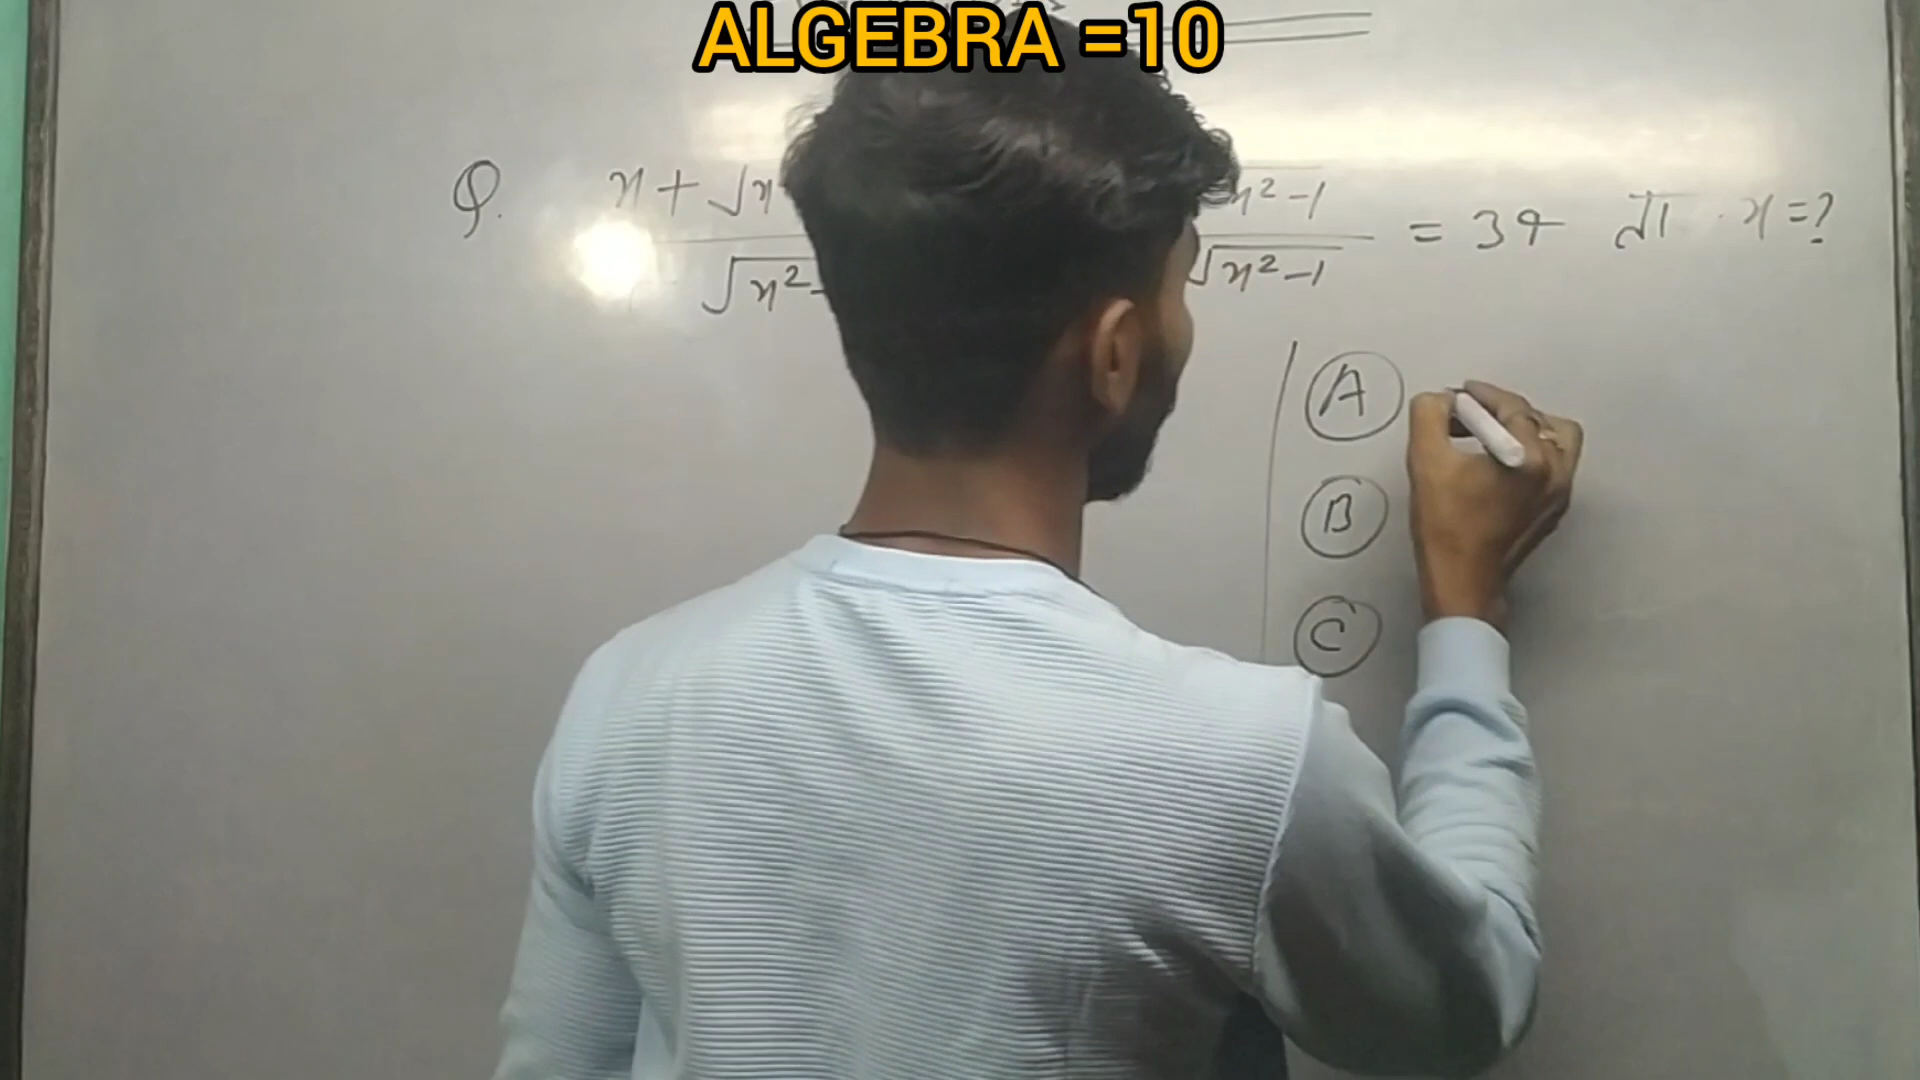 ALGEBRA =10
Q. x + √x x² - 1 = 34 तो x = ?
√x² - √x² - 1
A
B
C